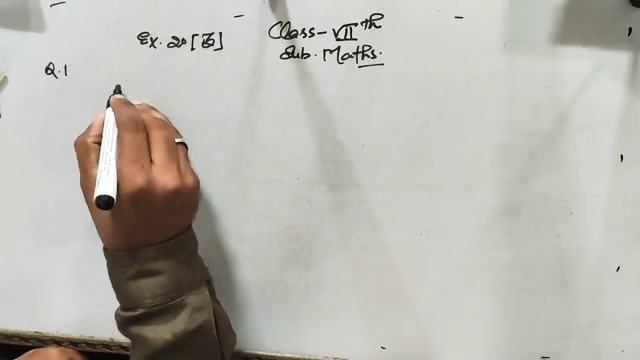 Ex. 20 [B] Class - VII th
Sub. Maths.
Q.1